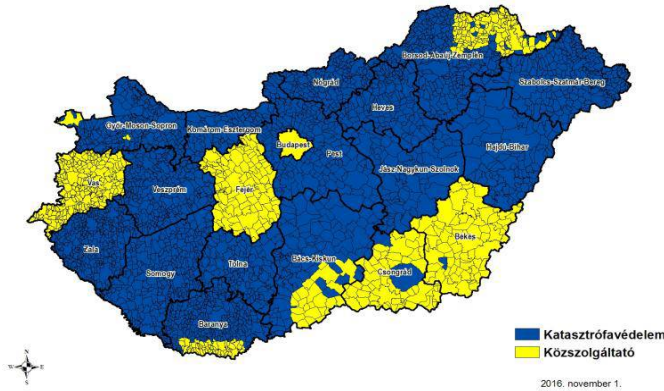 Borsod-Abaúj-Zemplén
Szabolcs-Szatmár-Bereg
Nógrád
Heves
Győr-Moson-Sopron
Komárom-Esztergom
Budapest
Pest
Hajdú-Bihar
Jász-Nagykun-Szolnok
Vas
Veszprém
Fejér
Békés
Zala
Somogy
Tolna
Bács-Kiskun
Csongrád
Baranya
Katasztrófavédelem
Közszolgáltató
N
W E
S
2016. november 1.